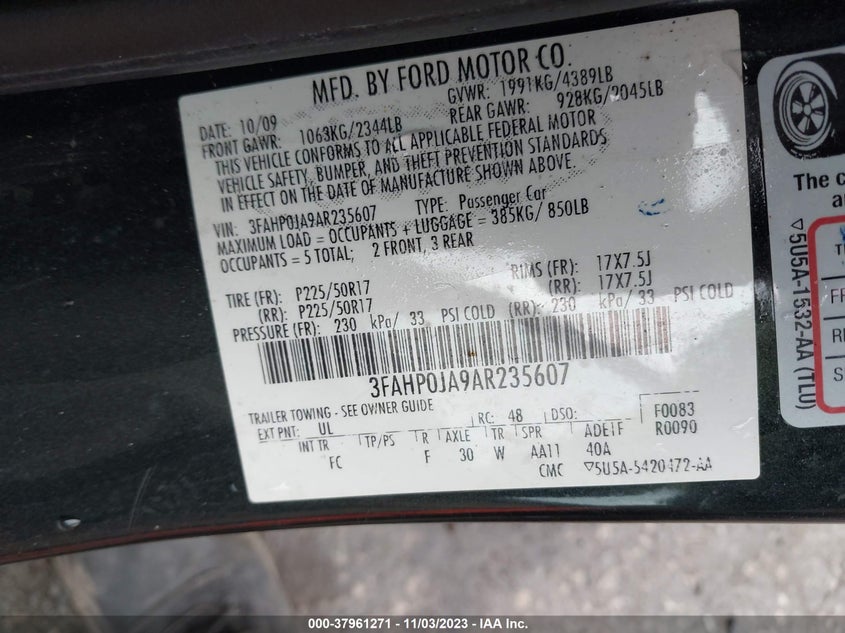 MFD. BY FORD MOTOR CO.
DATE: 10/09 GVWR: 1991KG/4389LB
FRONT GAWR: 1063KG/2344LB REAR GAWR: 928KG/2045LB
THIS VEHICLE CONFORMS TO ALL APPLICABLE FEDERAL MOTOR
VEHICLE SAFETY, BUMPER, AND THEFT PREVENTION STANDARDS
IN EFFECT ON THE DATE OF MANUFACTURE SHOWN ABOVE.
VIN: 3FAHP0JA9AR235607 TYPE: Passenger Car
MAXIMUM LOAD = OCCUPANTS + LUGGAGE = 385KG/ 850LB
OCCUPANTS = 5 TOTAL; 2 FRONT, 3 REAR
TIRE (FR): P225/50R17 RIMS (FR): 17X7.5J
(RR): P225/50R17 (RR): 17X7.5J
PRESSURE (FR): 230 kPa/ 33 PSI COLD (RR): 230 kPa/ 33 PSI COLD
3FAHP0JA9AR235607
TRAILER TOWING - SEE OWNER GUIDE
EXT PNT: UL RC: 48 DSO: F0083
INT TR TP/PS R AXLE TR SPR ADEIF R0090
FC F 30 W AA11 40A
CMC ▽5U5A-5420472-AA
The c
▽5U5A-1532-AA (TLU)
000-37961271 - 11/03/2023 - IAA Inc.